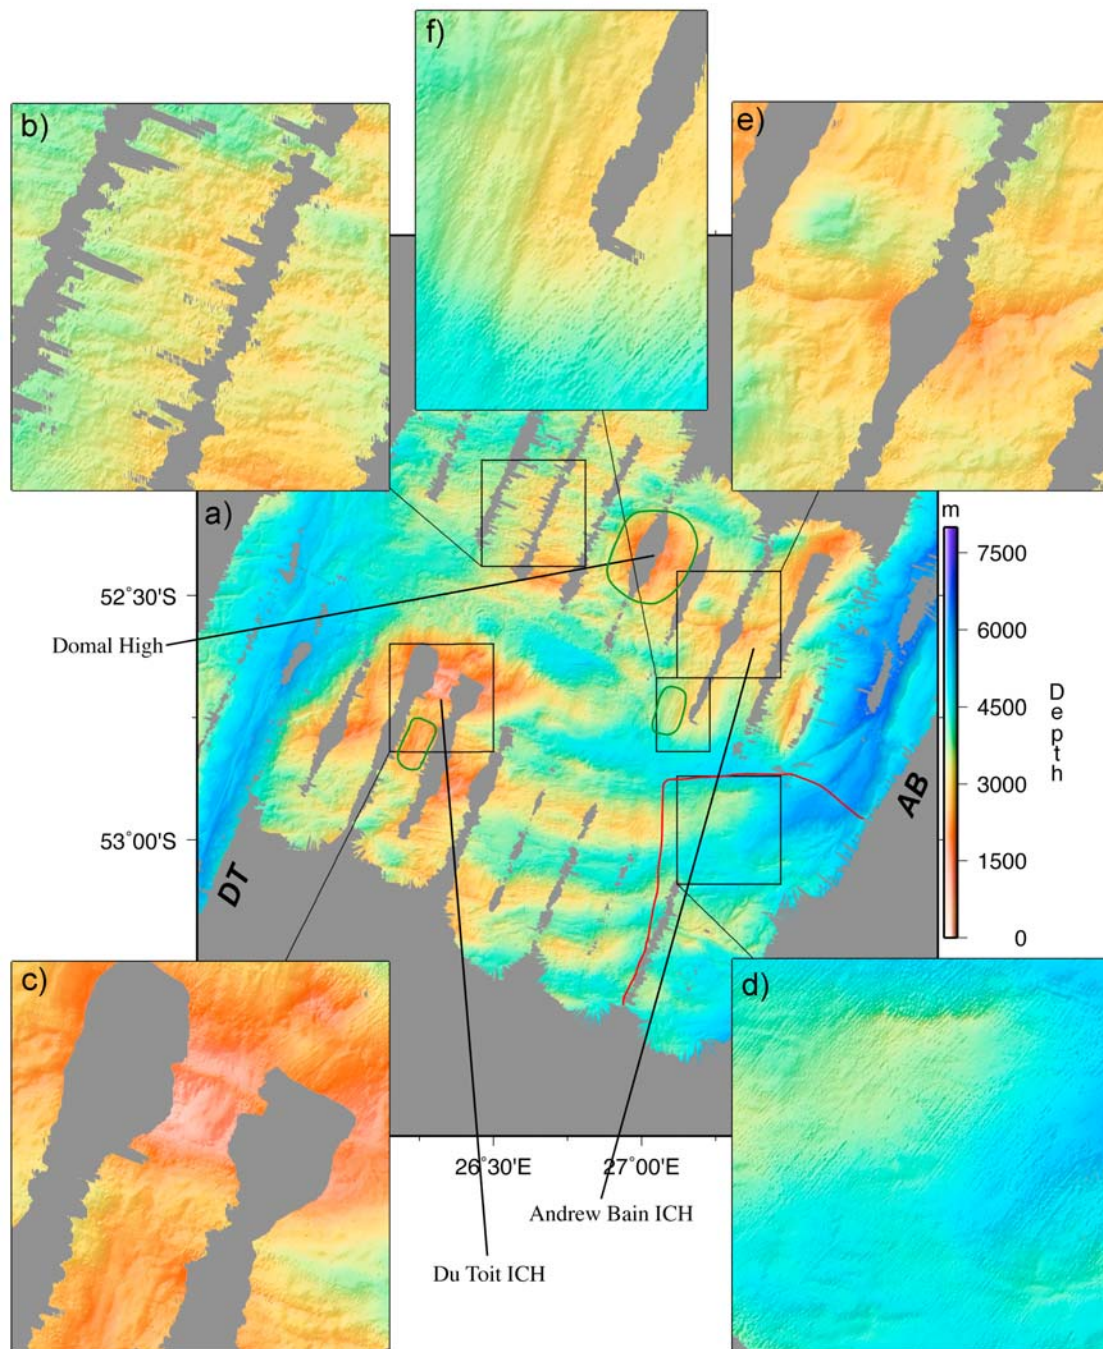 f)
b)
e)
a)
m
7500
6000
4500
3000
1500
0
Depth
52°30'S
Domal High
53°00'S
DT
AB
c)
d)
26°30'E
27°00'E
Andrew Bain ICH
Du Toit ICH